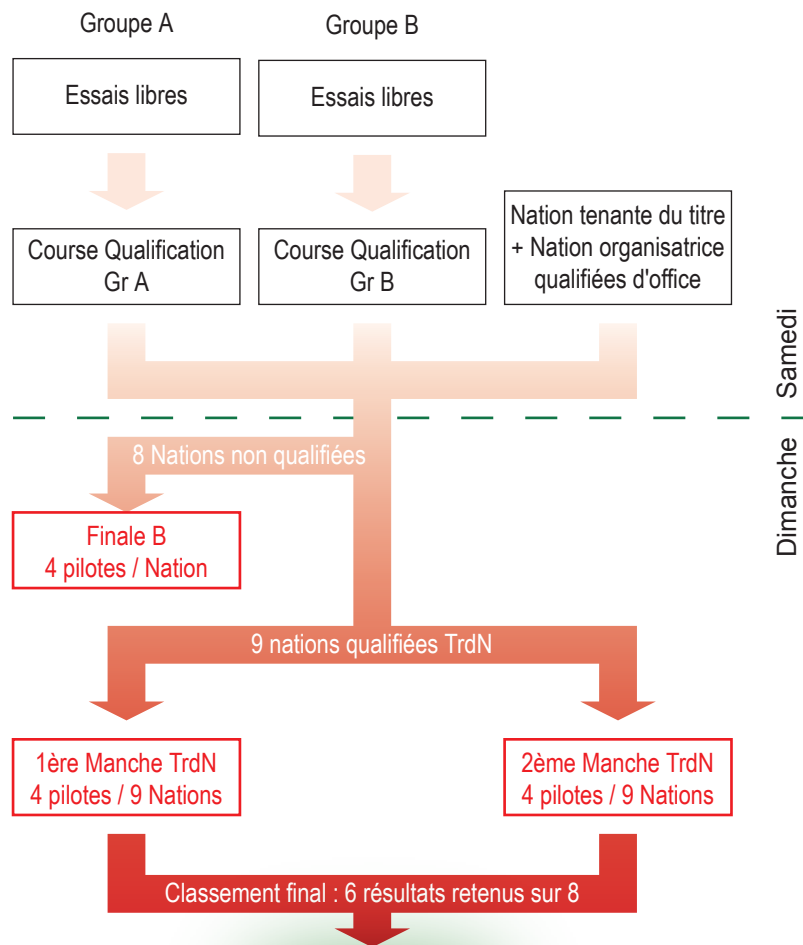 Groupe A
Groupe B
Essais libres
Essais libres
Course Qualification
Gr A
Course Qualification
Gr B
Nation tenante du titre
+ Nation organisatrice
qualifiées d'office
Samedi
Dimanche
8 Nations non qualifiées
Finale B
4 pilotes / Nation
9 nations qualifiées TrdN
1ère Manche TrdN
4 pilotes / 9 Nations
2ème Manche TrdN
4 pilotes / 9 Nations
Classement final : 6 résultats retenus sur 8